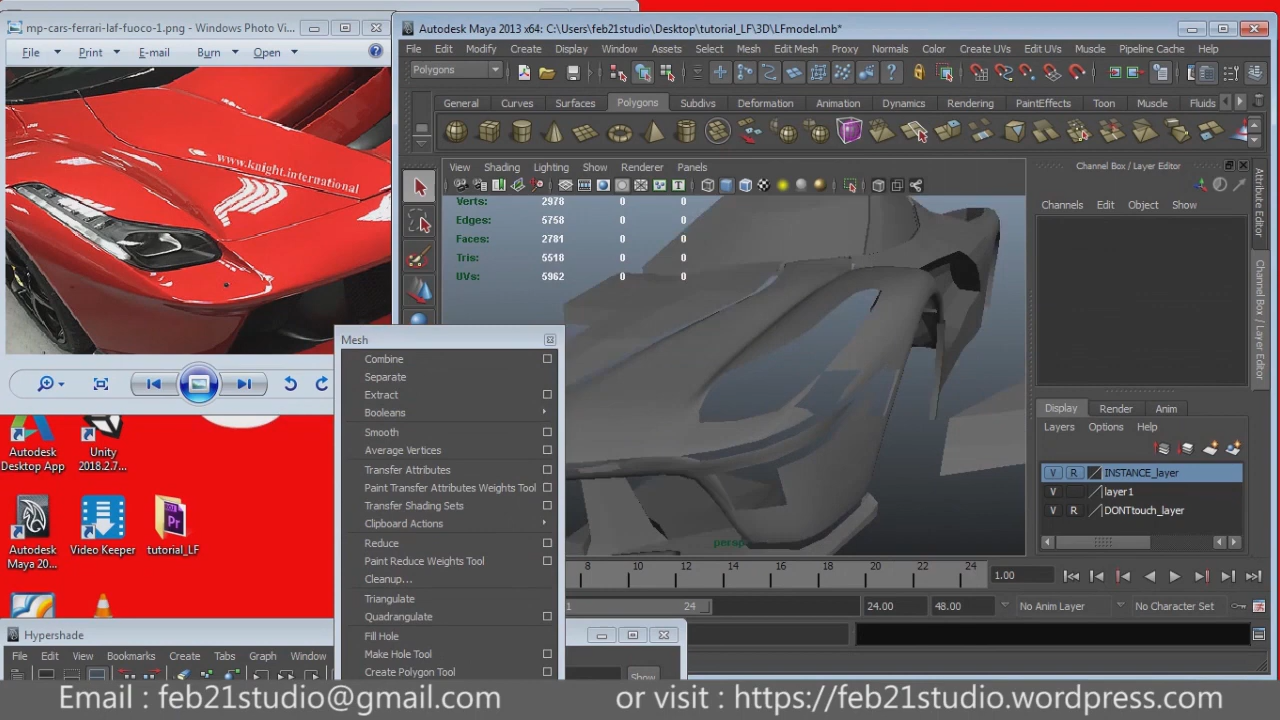 mp-cars-ferrari-laf-fuoco-1.png - Windows Photo Vi...
File Print E-mail Burn Open
www.knight.international
Autodesk Desktop App
Unity 2018.2.7...
Autodesk Maya 20...
Video Keeper
tutorial_LF
Hypershade
File Edit View Bookmarks Create Tabs Graph Window
Autodesk Maya 2013 x64: C:\Users\feb21studio\Desktop\tutorial_LF\3D\LFmodel.mb*
File Edit Modify Create Display Window Assets Select Mesh Edit Mesh Proxy Normals Color Create UVs Edit UVs Muscle Pipeline Cache Help
Polygons
General Curves Surfaces Polygons Subdivs Deformation Animation Dynamics Rendering PaintEffects Toon Muscle Fluids
View Shading Lighting Show Renderer Panels
Verts: 2978 0 0
Edges: 5758 0 0
Faces: 2781 0 0
Tris: 5518 0 0
UVs: 5962 0 0
persp
Mesh
Combine
Separate
Extract
Booleans
Smooth
Average Vertices
Transfer Attributes
Paint Transfer Attributes Weights Tool
Transfer Shading Sets
Clipboard Actions
Reduce
Paint Reduce Weights Tool
Cleanup...
Triangulate
Quadrangulate
Fill Hole
Make Hole Tool
Create Polygon Tool
Channel Box / Layer Editor
Channels Edit Object Show
Attribute Editor
Channel Box / Layer Editor
Display Render Anim
Layers Options Help
V R INSTANCE_layer
V layer1
V R DONTtouch_layer
8 10 12 14 16 18 20 22 24
1.00
1 24 24.00 48.00 No Anim Layer No Character Set
Show
Email : feb21studio@gmail.com or visit : https://feb21studio.wordpress.com